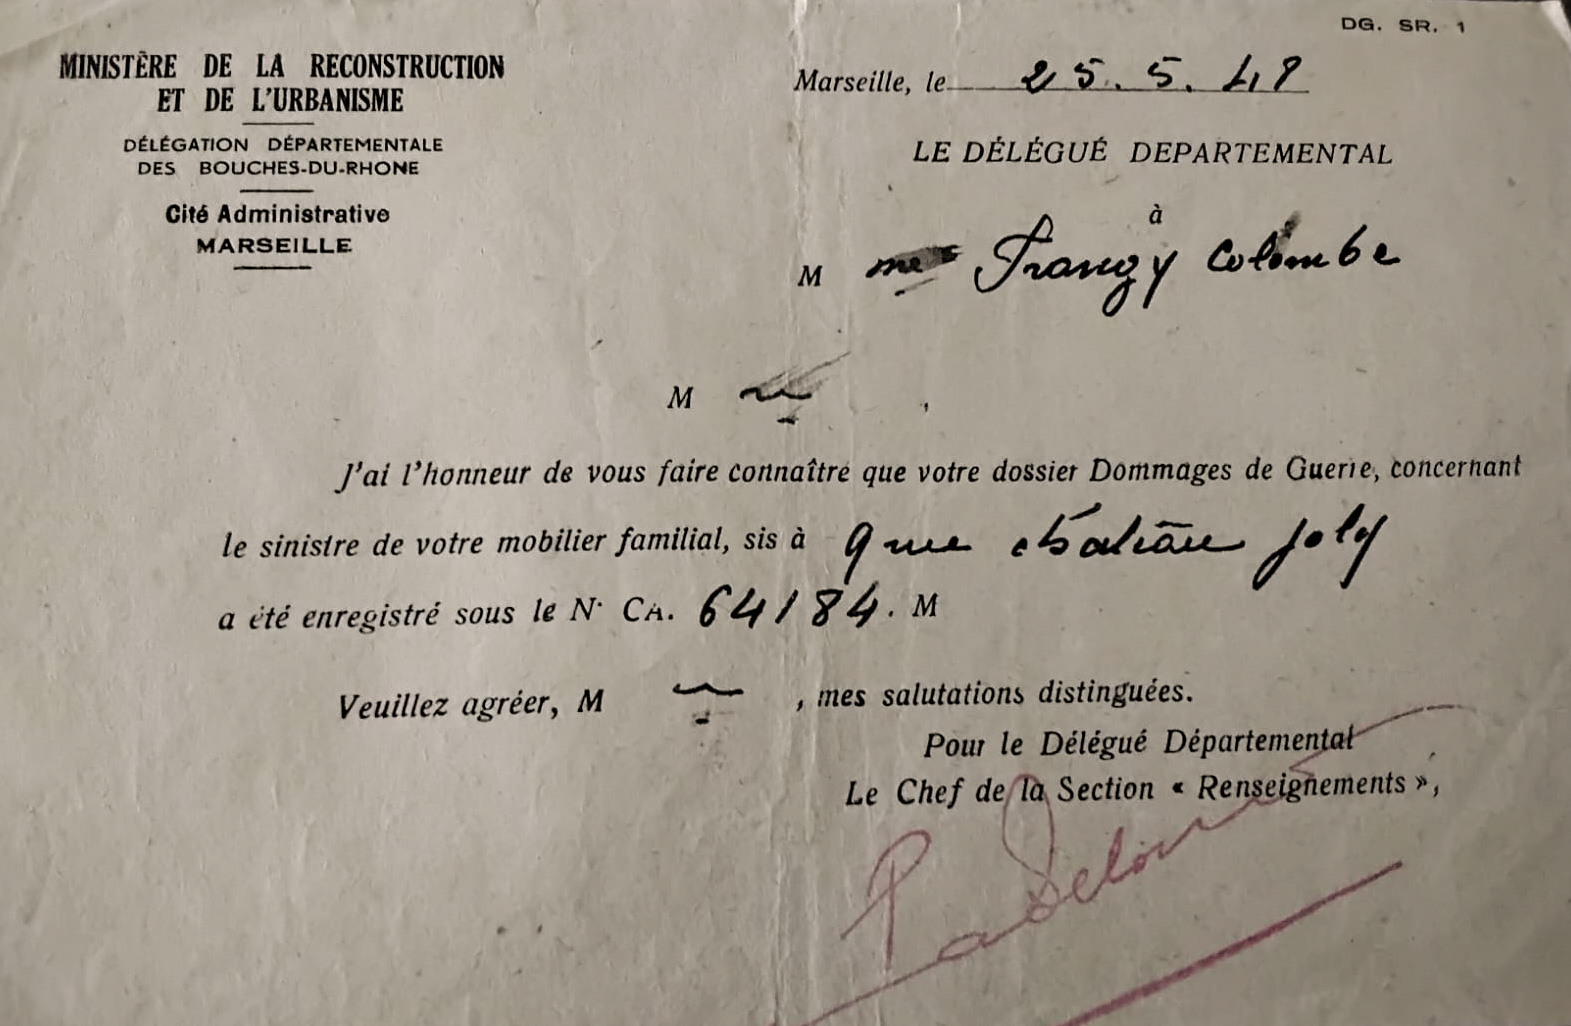 DG. SR. 1
MINISTÈRE DE LA RECONSTRUCTION
ET DE L'URBANISME
DÉLÉGATION DÉPARTEMENTALE
DES BOUCHES-DU-RHONE
Cité Administrative
MARSEILLE
Marseille, le 25. 5. 48
LE DÉLÉGUÉ DEPARTEMENTAL
à
M me Frangy Colombe
M
J'ai l'honneur de vous faire connaître que votre dossier Dommages de Guerre, concernant
le sinistre de votre mobilier familial, sis à 9 rue chateau Joly
a été enregistré sous le N° CA. 64184. M
Veuillez agréer, M , mes salutations distinguées.
Pour le Délégué Départemental
Le Chef de la Section « Renseignements »,